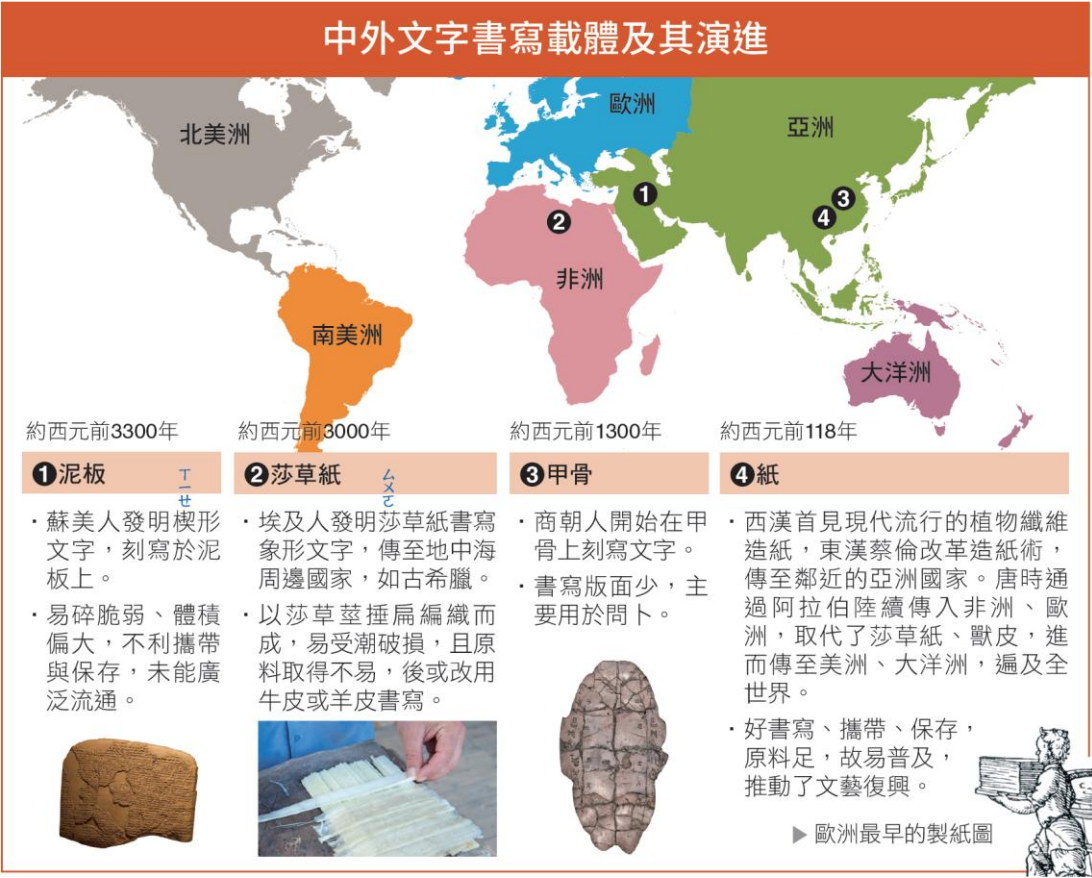 中外文字書寫載體及其演進
北美洲
歐洲
亞洲
❶
❸
❷
❹
非洲
南美洲
大洋洲
約西元前3300年
❶泥板
ㄒㄧㄝ
・蘇美人發明楔形
文字，刻寫於泥
板上。
・易碎脆弱、體積
偏大，不利攜帶
與保存，未能廣
泛流通。
約西元前3000年
❷莎草紙
ㄙㄨㄛ
・埃及人發明莎草紙書寫
象形文字，傳至地中海
周邊國家，如古希臘。
・以莎草莖捶扁編織而
成，易受潮破損，且原
料取得不易，後或改用
牛皮或羊皮書寫。
約西元前1300年
❸甲骨
・商朝人開始在甲
骨上刻寫文字。
・書寫版面少，主
要用於問卜。
約西元前118年
❹紙
・西漢首見現代流行的植物纖維
造紙，東漢蔡倫改革造紙術，
傳至鄰近的亞洲國家。唐時通
過阿拉伯陸續傳入非洲、歐
洲，取代了莎草紙、獸皮，進
而傳至美洲、大洋洲，遍及全
世界。
・好書寫、攜帶、保存，
原料足，故易普及，
推動了文藝復興。
▶ 歐洲最早的製紙圖